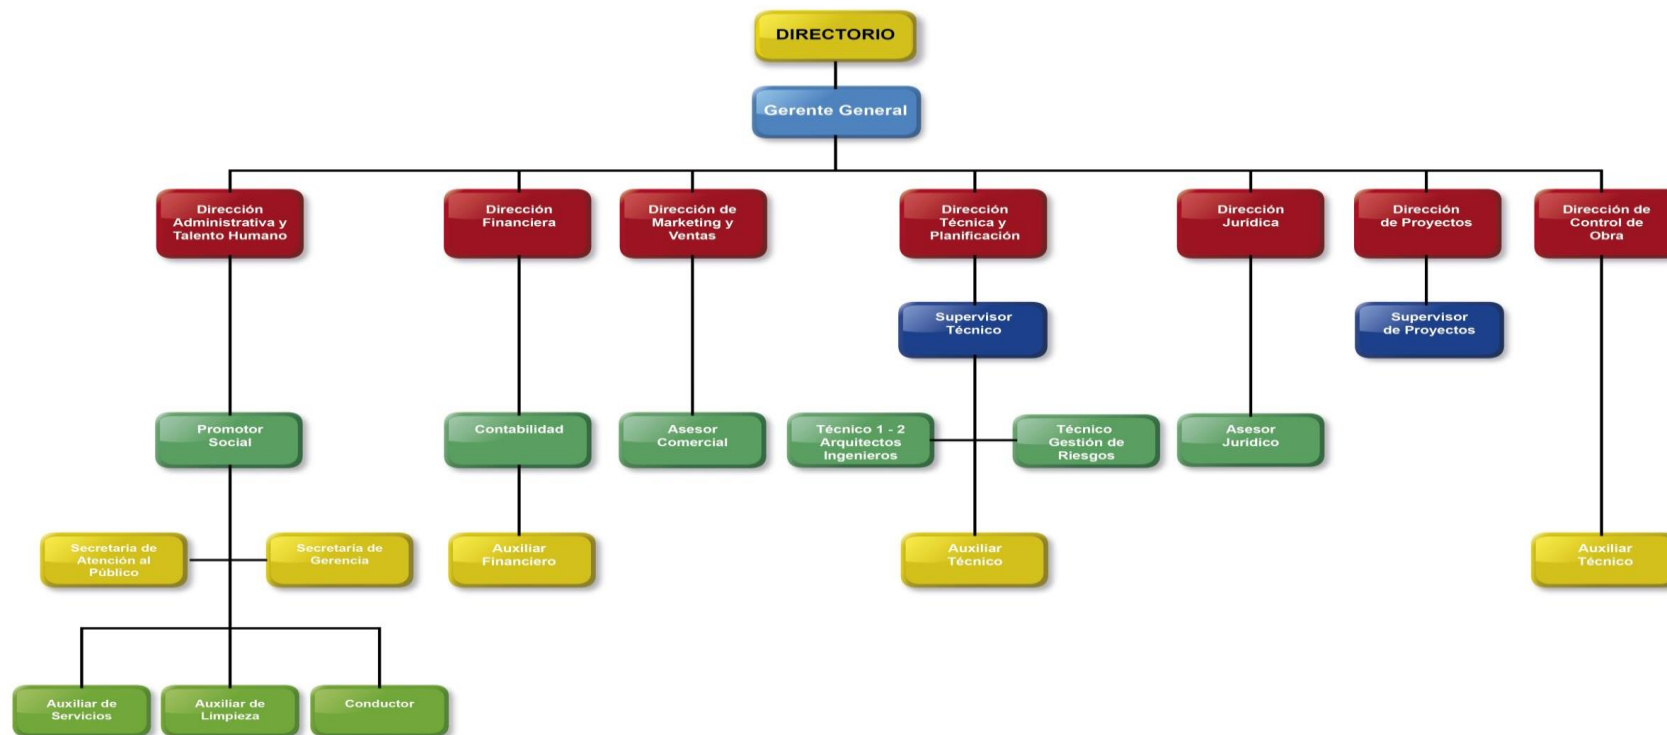 DIRECTORIO
Gerente General
Dirección
Administrativa y
Talento Humano
Dirección
Financiera
Dirección de
Marketing y
Ventas
Dirección
Técnica y
Planificación
Dirección
Jurídica
Dirección
de Proyectos
Dirección de
Control de
Obra
Supervisor
Técnico
Supervisor
de Proyectos
Promotor
Social
Contabilidad
Asesor
Comercial
Técnico 1 - 2
Arquitectos
Ingenieros
Técnico
Gestión de
Riesgos
Asesor
Jurídico
Secretaría de
Atención al
Público
Secretaría de
Gerencia
Auxiliar
Financiero
Auxiliar
Técnico
Auxiliar
Técnico
Auxiliar de
Servicios
Auxiliar de
Limpieza
Conductor